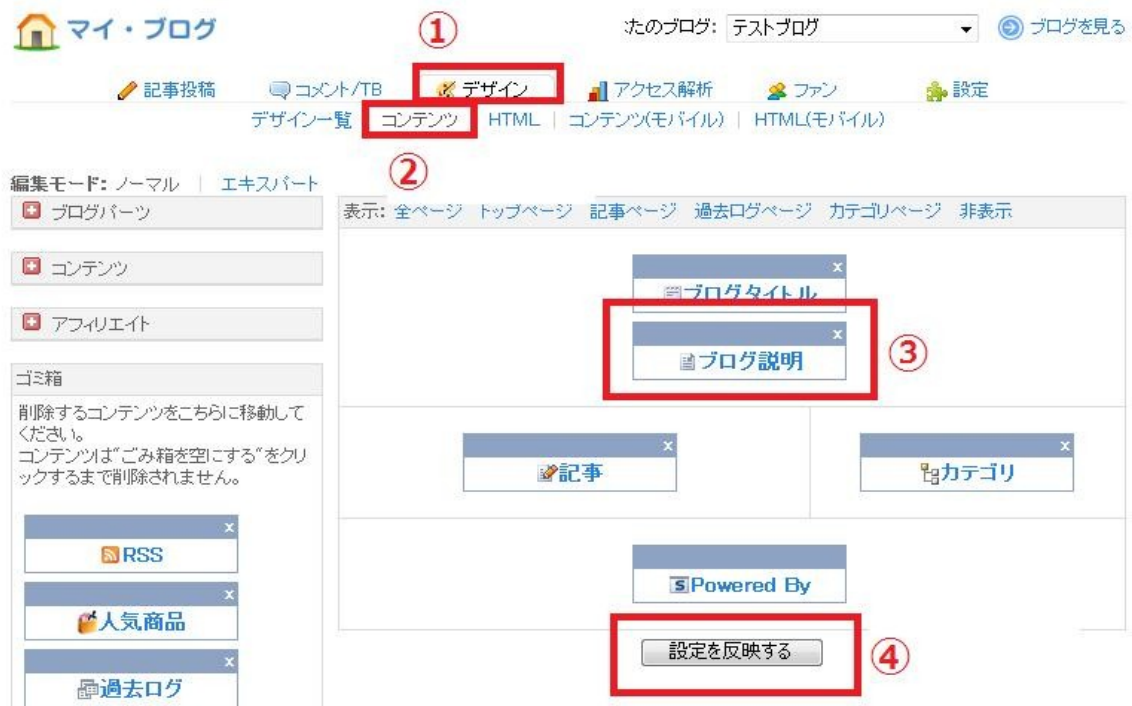 マイ・ブログ
①
たのブログ: テストブログ
ブログを見る
記事投稿 コメント/TB デザイン アクセス解析 ファン 設定
デザイン一覧 | コンテンツ | HTML | コンテンツ(モバイル) | HTML(モバイル)
②
編集モード: ノーマル | エキスパート
ブログパーツ
表示: 全ページ トップページ 記事ページ 過去ログページ カテゴリページ 非表示
コンテンツ
x
ブログタイトル
アフィリエイト
x
ブログ説明
③
ゴミ箱
削除するコンテンツをこちらに移動して
ください。
コンテンツは"ごみ箱を空にする"をクリ
ックするまで削除されません。
x
記事
x
カテゴリ
x
RSS
Powered By
x
人気商品
設定を反映する
④
x
過去ログ